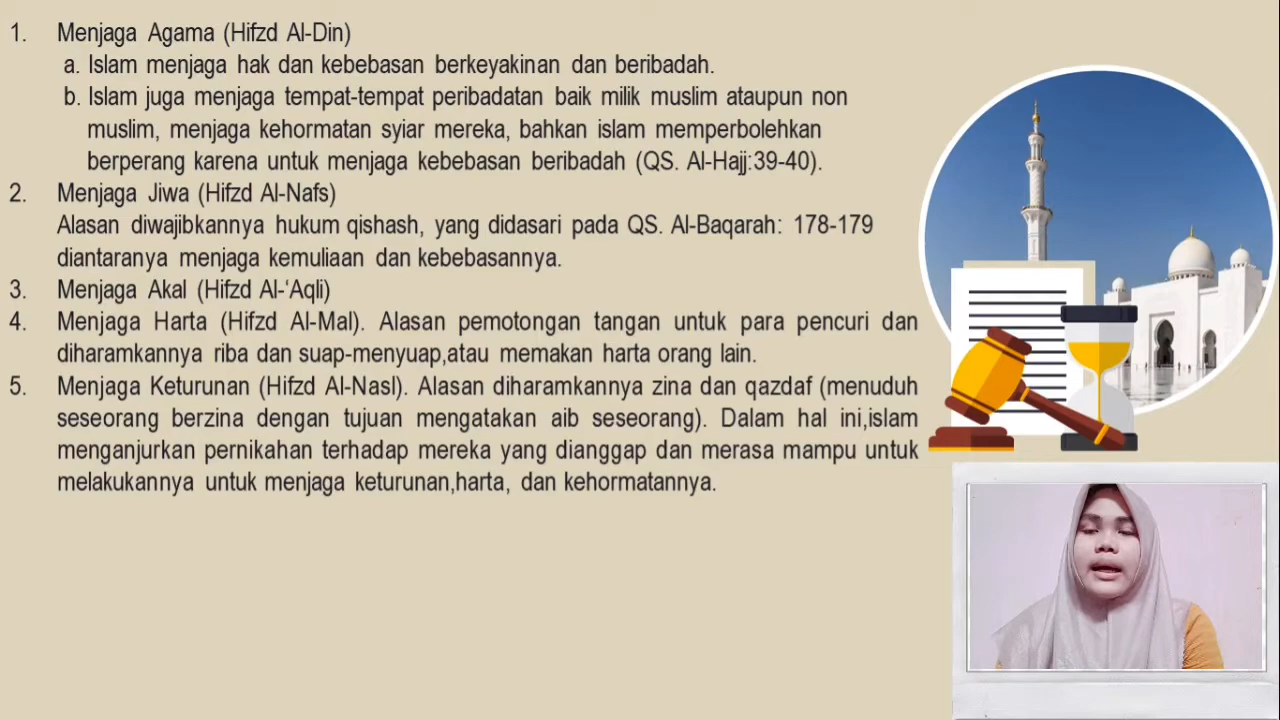 1. Menjaga Agama (Hifzd Al-Din)
a. Islam menjaga hak dan kebebasan berkeyakinan dan beribadah.
b. Islam juga menjaga tempat-tempat peribadatan baik milik muslim ataupun non
muslim, menjaga kehormatan syiar mereka, bahkan islam memperbolehkan
berperang karena untuk menjaga kebebasan beribadah (QS. Al-Hajj:39-40).
2. Menjaga Jiwa (Hifzd Al-Nafs)
Alasan diwajibkannya hukum qishash, yang didasari pada QS. Al-Baqarah: 178-179
diantaranya menjaga kemuliaan dan kebebasannya.
3. Menjaga Akal (Hifzd Al-‘Aqli)
4. Menjaga Harta (Hifzd Al-Mal). Alasan pemotongan tangan untuk para pencuri dan
diharamkannya riba dan suap-menyuap,atau memakan harta orang lain.
5. Menjaga Keturunan (Hifzd Al-Nasl). Alasan diharamkannya zina dan qazdaf (menuduh
seseorang berzina dengan tujuan mengatakan aib seseorang). Dalam hal ini,islam
menganjurkan pernikahan terhadap mereka yang dianggap dan merasa mampu untuk
melakukannya untuk menjaga keturunan,harta, dan kehormatannya.